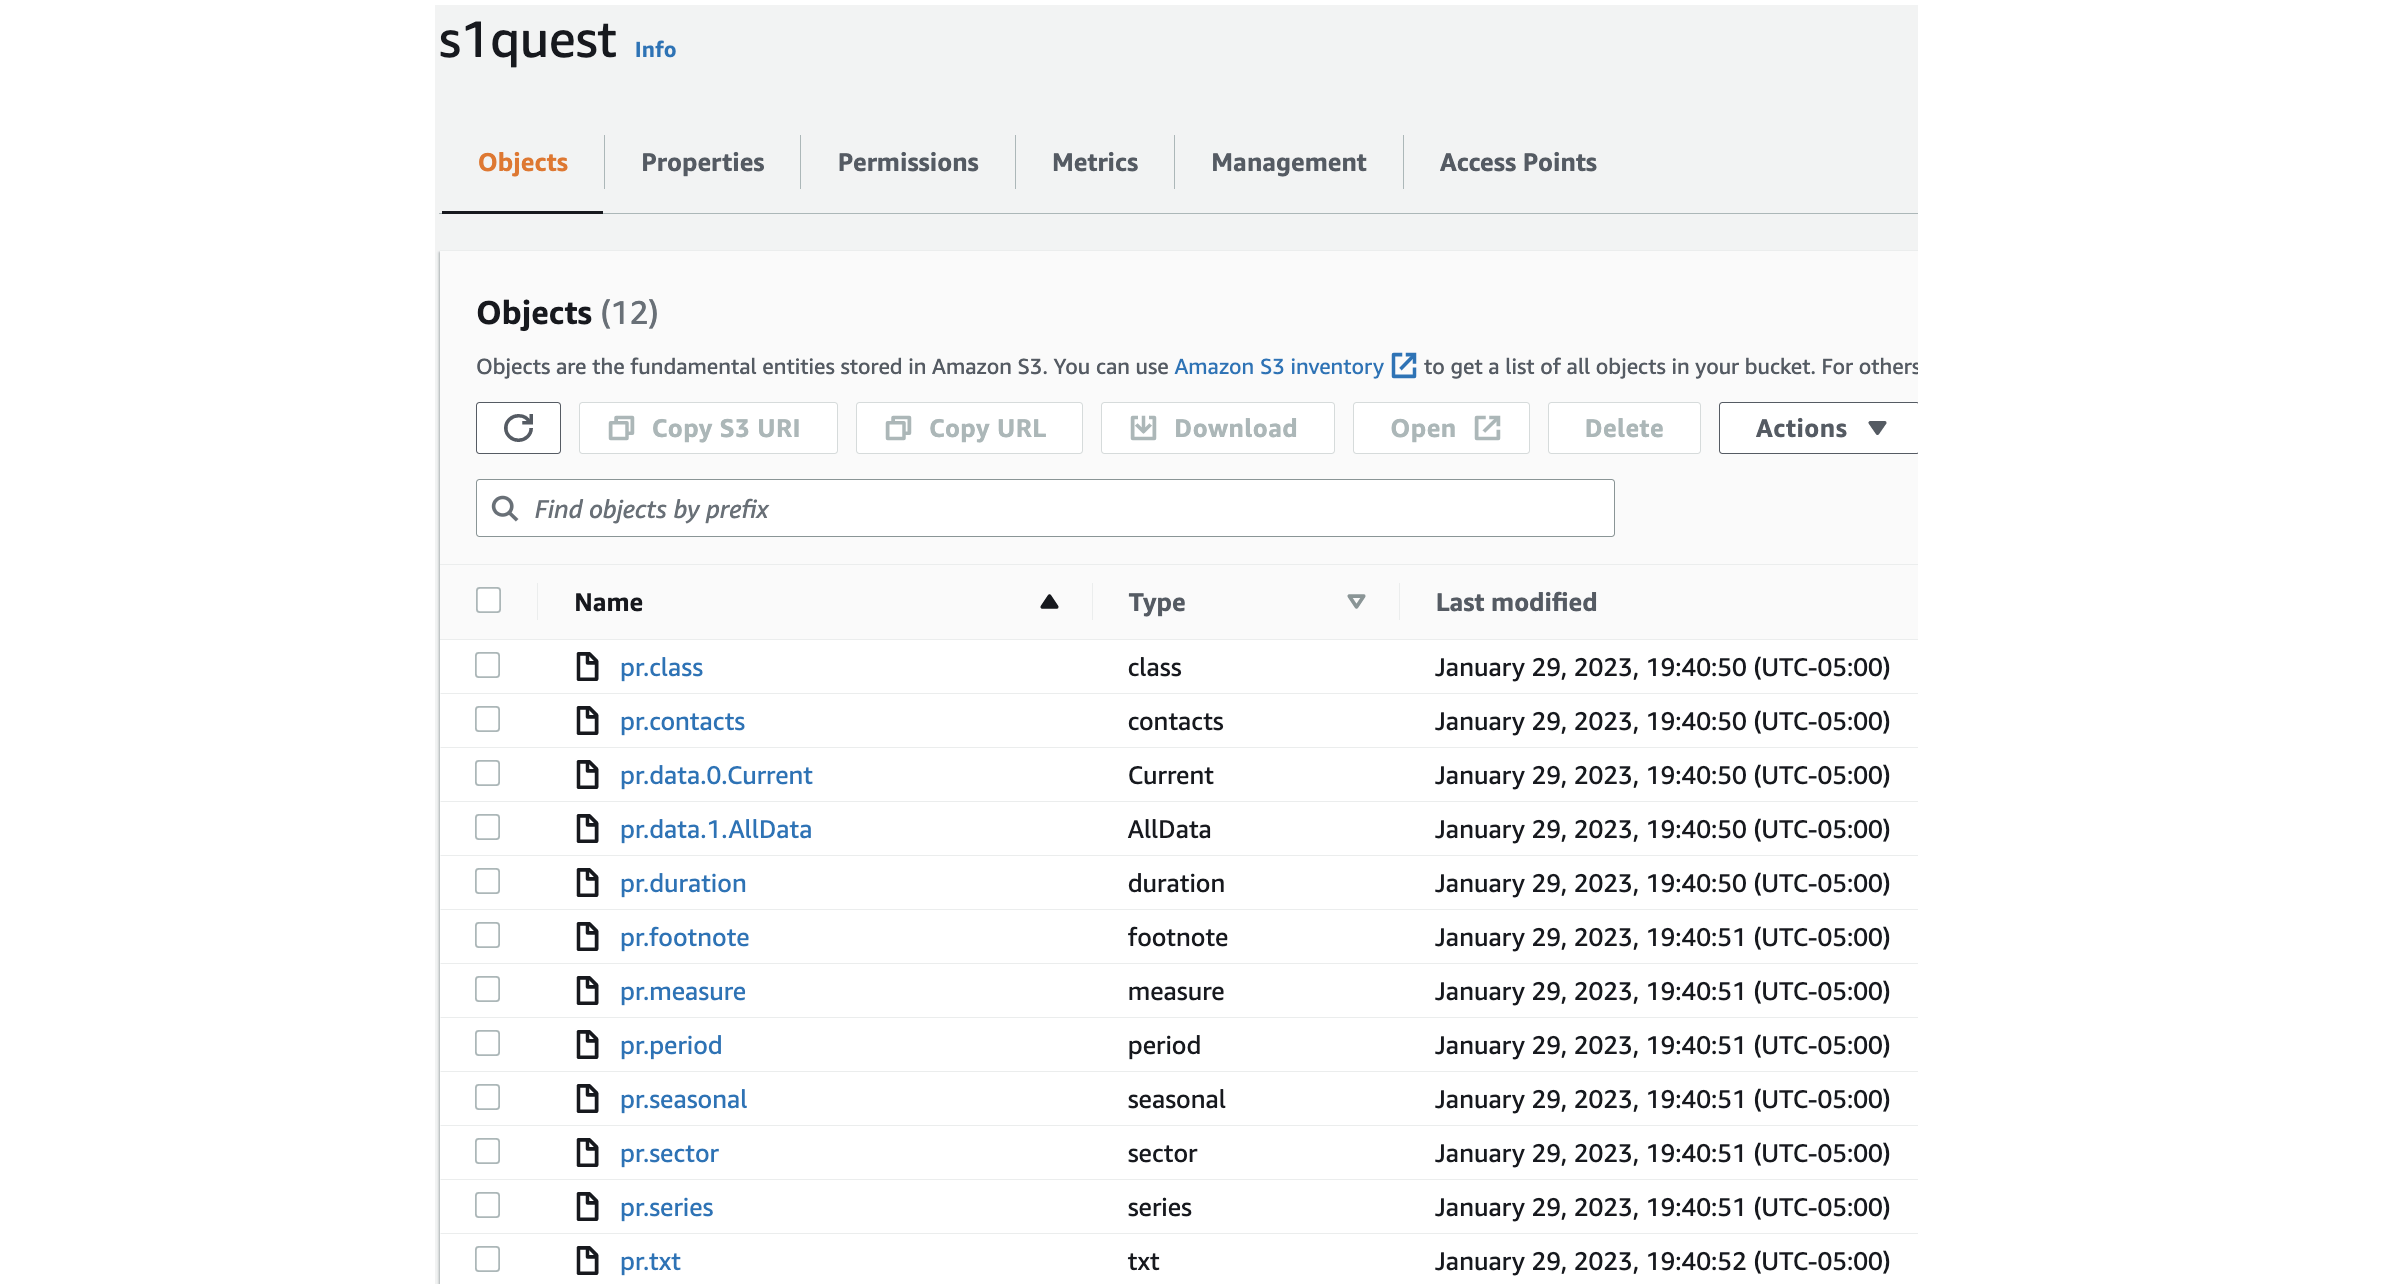 s1quest Info
Objects Properties Permissions Metrics Management Access Points
Objects (12)
Objects are the fundamental entities stored in Amazon S3. You can use Amazon S3 inventory to get a list of all objects in your bucket. For others
Copy S3 URI Copy URL Download Open Delete Actions
Find objects by prefix
Name Type Last modified
pr.class class January 29, 2023, 19:40:50 (UTC-05:00)
pr.contacts contacts January 29, 2023, 19:40:50 (UTC-05:00)
pr.data.0.Current Current January 29, 2023, 19:40:50 (UTC-05:00)
pr.data.1.AllData AllData January 29, 2023, 19:40:50 (UTC-05:00)
pr.duration duration January 29, 2023, 19:40:50 (UTC-05:00)
pr.footnote footnote January 29, 2023, 19:40:51 (UTC-05:00)
pr.measure measure January 29, 2023, 19:40:51 (UTC-05:00)
pr.period period January 29, 2023, 19:40:51 (UTC-05:00)
pr.seasonal seasonal January 29, 2023, 19:40:51 (UTC-05:00)
pr.sector sector January 29, 2023, 19:40:51 (UTC-05:00)
pr.series series January 29, 2023, 19:40:51 (UTC-05:00)
pr.txt txt January 29, 2023, 19:40:52 (UTC-05:00)